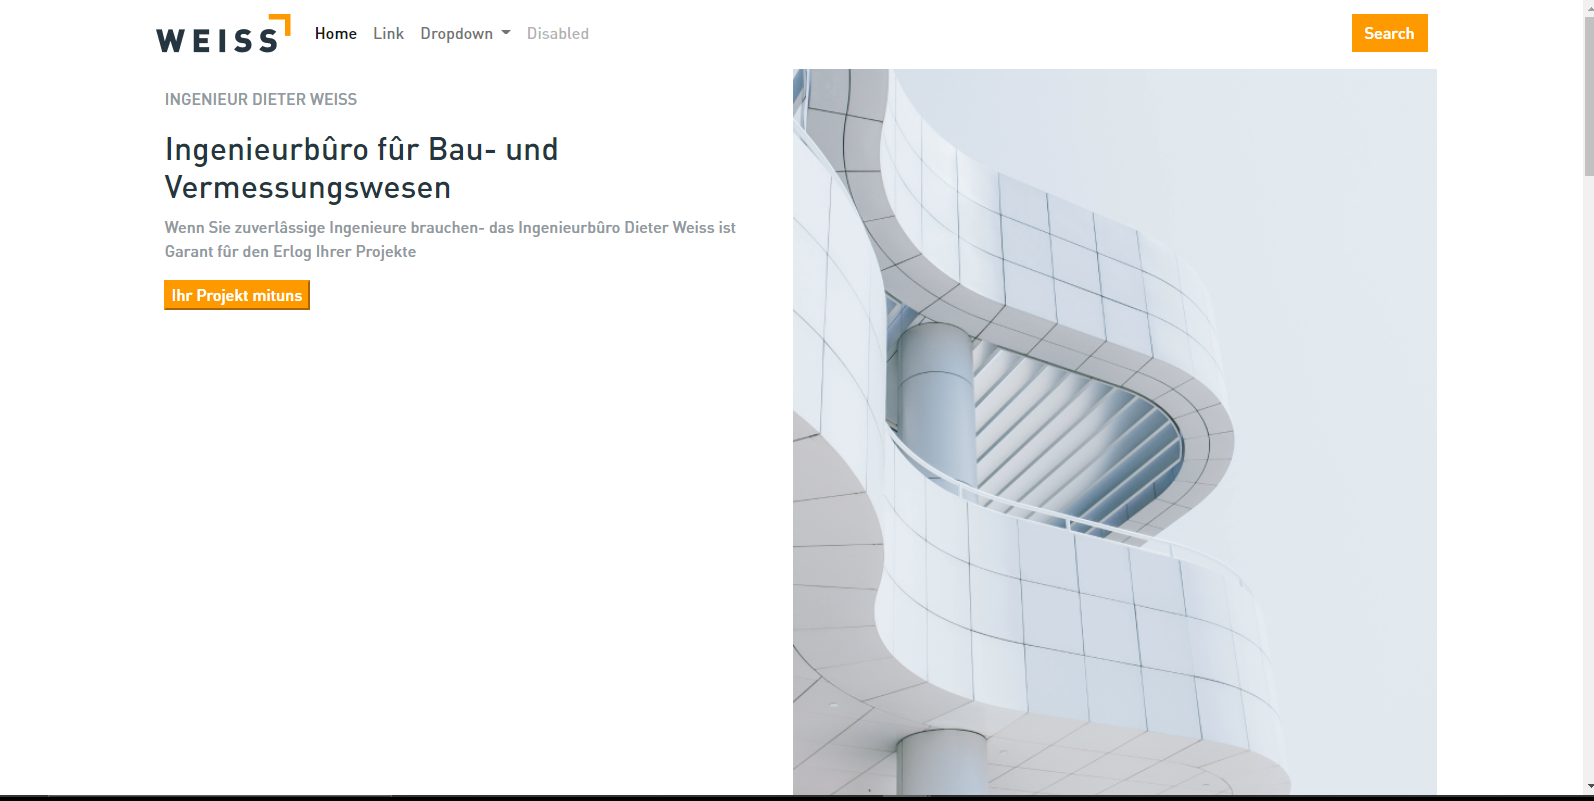 WEISS
Home Link Dropdown Disabled Search
INGENIEUR DIETER WEISS
Ingenieurbûro fûr Bau- und
Vermessungswesen
Wenn Sie zuverlâssige Ingenieure brauchen- das Ingenieurbûro Dieter Weiss ist
Garant fûr den Erlog Ihrer Projekte
Ihr Projekt mituns